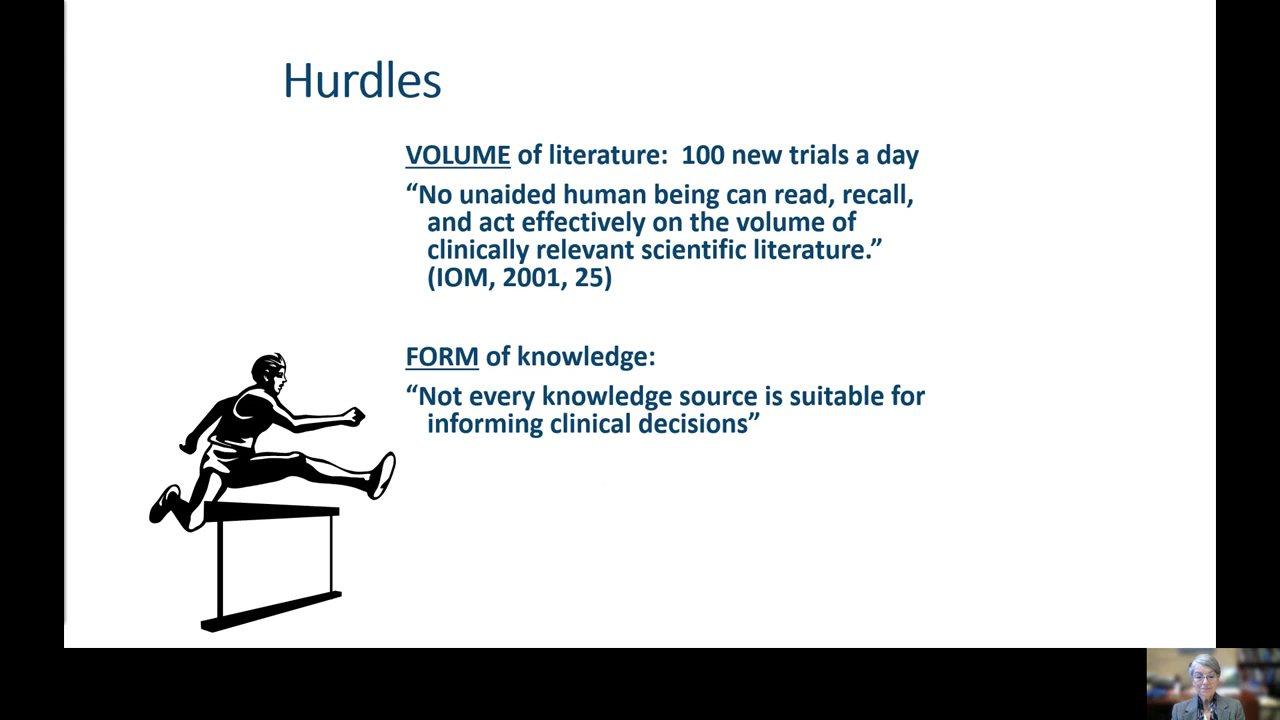 Hurdles
VOLUME of literature:  100 new trials a day
“No unaided human being can read, recall,
and act effectively on the volume of
clinically relevant scientific literature.”
(IOM, 2001, 25)
FORM of knowledge:
“Not every knowledge source is suitable for
informing clinical decisions”